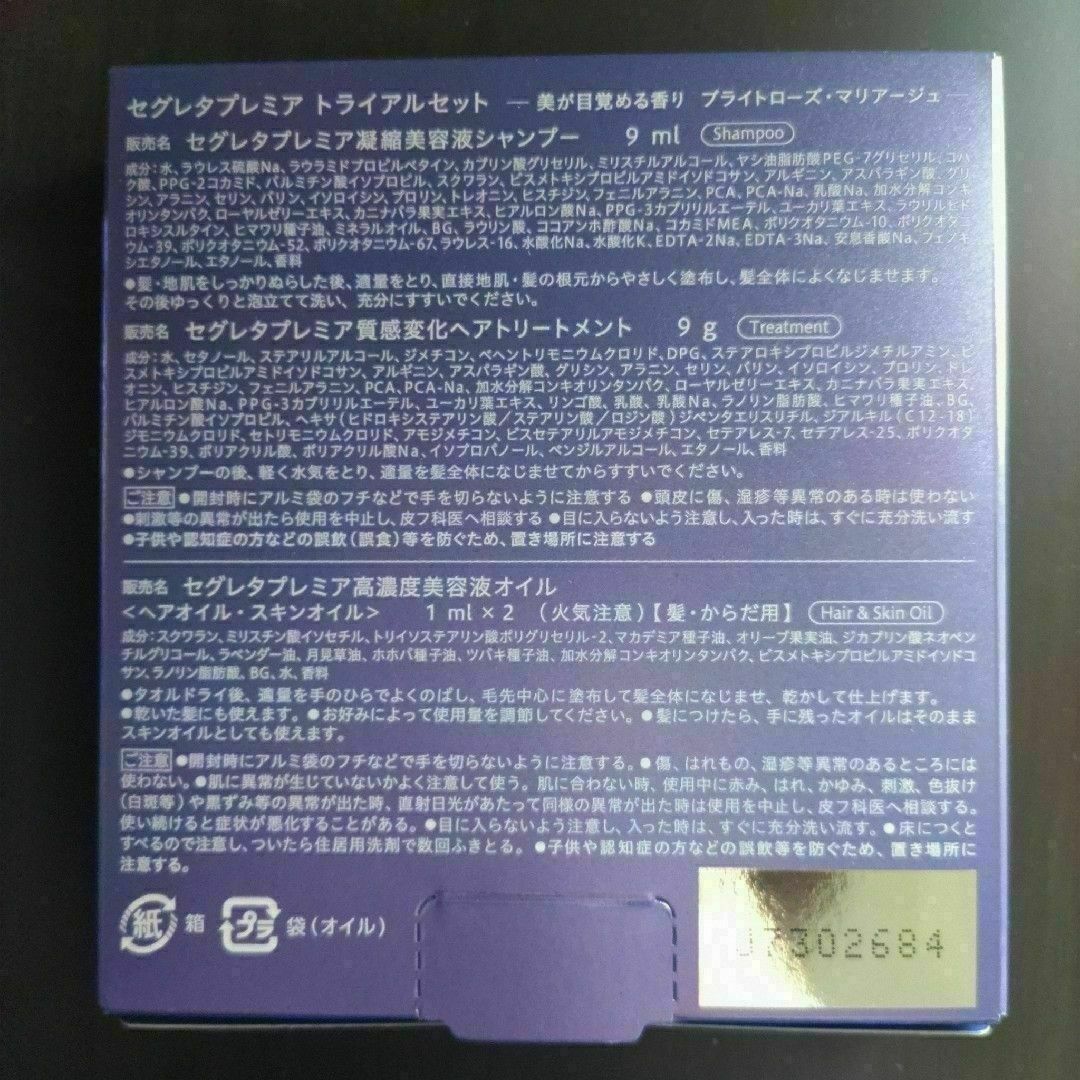 セグレタプレミア トライアルセット ― 美が目覚める香り ブライトローズ・マリアージュ ―
販売名 セグレタプレミア凝縮美容液シャンプー 9 ml Shampoo
成分：水、ラウレス硫酸Na、ラウラミドプロピルベタイン、カプリン酸グリセリル、ミリスチルアルコール、ヤシ油脂肪酸PEG-7グリセリル、コハ
ク酸、PPG-2コカミド、パルミチン酸イソプロピル、スクワラン、ビスメトキシプロピルアミドイソドコサン、アルギニン、アスパラギン酸、グリ
シン、アラニン、セリン、バリン、イソロイシン、プロリン、トレオニン、ヒスチジン、フェニルアラニン、PCA、PCA-Na、乳酸Na、加水分解コンキ
オリンタンパク、ローヤルゼリーエキス、カニナバラ果実エキス、ヒアルロン酸Na、PPG-3カプリリルエーテル、ユーカリ葉エキス、ラウリルヒド
ロキシスルタイン、ヒマワリ種子油、ミネラルオイル、BG、ラウリン酸、ココアンホ酢酸Na、コカミドMEA、ポリクオタニウム-10、ポリクオタニ
ウム-39、ポリクオタニウム-52、ポリクオタニウム-67、ラウレス-16、水酸化Na、水酸化K、EDTA-2Na、EDTA-3Na、安息香酸Na、フェノキ
シエタノール、エタノール、香料
●髪・地肌をしっかりぬらした後、適量をとり、直接地肌・髪の根元からやさしく塗布し、髪全体によくなじませます。
その後ゆっくりと泡立てて洗い、充分にすすいでください。
販売名 セグレタプレミア質感変化ヘアトリートメント 9 g Treatment
成分：水、セタノール、ステアリルアルコール、ジメチコン、ベヘントリモニウムクロリド、DPG、ステアロキシプロピルジメチルアミン、ビ
スメトキシプロピルアミドイソドコサン、アルギニン、アスパラギン酸、グリシン、アラニン、セリン、バリン、イソロイシン、プロリン、トレ
オニン、ヒスチジン、フェニルアラニン、PCA、PCA-Na、加水分解コンキオリンタンパク、ローヤルゼリーエキス、カニナバラ果実エキス、
ヒアルロン酸Na、PPG-3カプリリルエーテル、ユーカリ葉エキス、リンゴ酸、乳酸、乳酸Na、ラノリン脂肪酸、ヒマワリ種子油、BG、
パルミチン酸イソプロピル、ヘキサ（ヒドロキシステアリン酸／ステアリン酸／ロジン酸）ジペンタエリスリチル、ジアルキル（C12-18）
ジモニウムクロリド、セトリモニウムクロリド、アモジメチコン、ビスセテアリルアモジメチコン、セテアレス-7、セテアレス-25、ポリクオタ
ニウム-39、ポリアクリル酸、ポリアクリル酸Na、イソプロパノール、ベンジルアルコール、エタノール、香料
●シャンプーの後、軽く水気をとり、適量を髪全体になじませてからすすいでください。
ご注意 ●開封時にアルミ袋のフチなどで手を切らないように注意する ●頭皮に傷、湿疹等異常のある時は使わない
●刺激等の異常が出たら使用を中止し、皮フ科医へ相談する ●目に入らないよう注意し、入った時は、すぐに充分洗い流す
●子供や認知症の方などの誤飲（誤食）等を防ぐため、置き場所に注意する
販売名 セグレタプレミア高濃度美容液オイル
＜ヘアオイル・スキンオイル＞ 1 ml × 2 （火気注意）【髪・からだ用】 Hair & Skin Oil
成分：スクワラン、ミリスチン酸イソセチル、トリイソステアリン酸ポリグリセリル-2、マカデミア種子油、オリーブ果実油、ジカプリン酸ネオペン
チルグリコール、ラベンダー油、月見草油、ホホバ種子油、ツバキ種子油、加水分解コンキオリンタンパク、ビスメトキシプロピルアミドイソドコ
サン、ラノリン脂肪酸、BG、水、香料
●タオルドライ後、適量を手のひらでよくのばし、毛先中心に塗布して髪全体になじませ、乾かして仕上げます。
●乾いた髪にも使えます。●お好みによって使用量を調節してください。●髪につけたら、手に残ったオイルはそのまま
スキンオイルとしても使えます。
ご注意 ●開封時にアルミ袋のフチなどで手を切らないように注意する。●傷、はれもの、湿疹等異常のあるところには
使わない。●肌に異常が生じていないかよく注意して使う。肌に合わない時、使用中に赤み、はれ、かゆみ、刺激、色抜け
（白斑等）や黒ずみ等の異常が出た時、直射日光があたって同様の異常が出た時は使用を中止し、皮フ科医へ相談する。
使い続けると症状が悪化することがある。●目に入らないよう注意し、入った時は、すぐに充分洗い流す。●床につくと
すべるので注意し、ついたら住居用洗剤で数回ふきとる。●子供や認知症の方などの誤飲等を防ぐため、置き場所に
注意する。
紙 箱 プラ 袋（オイル）
302684